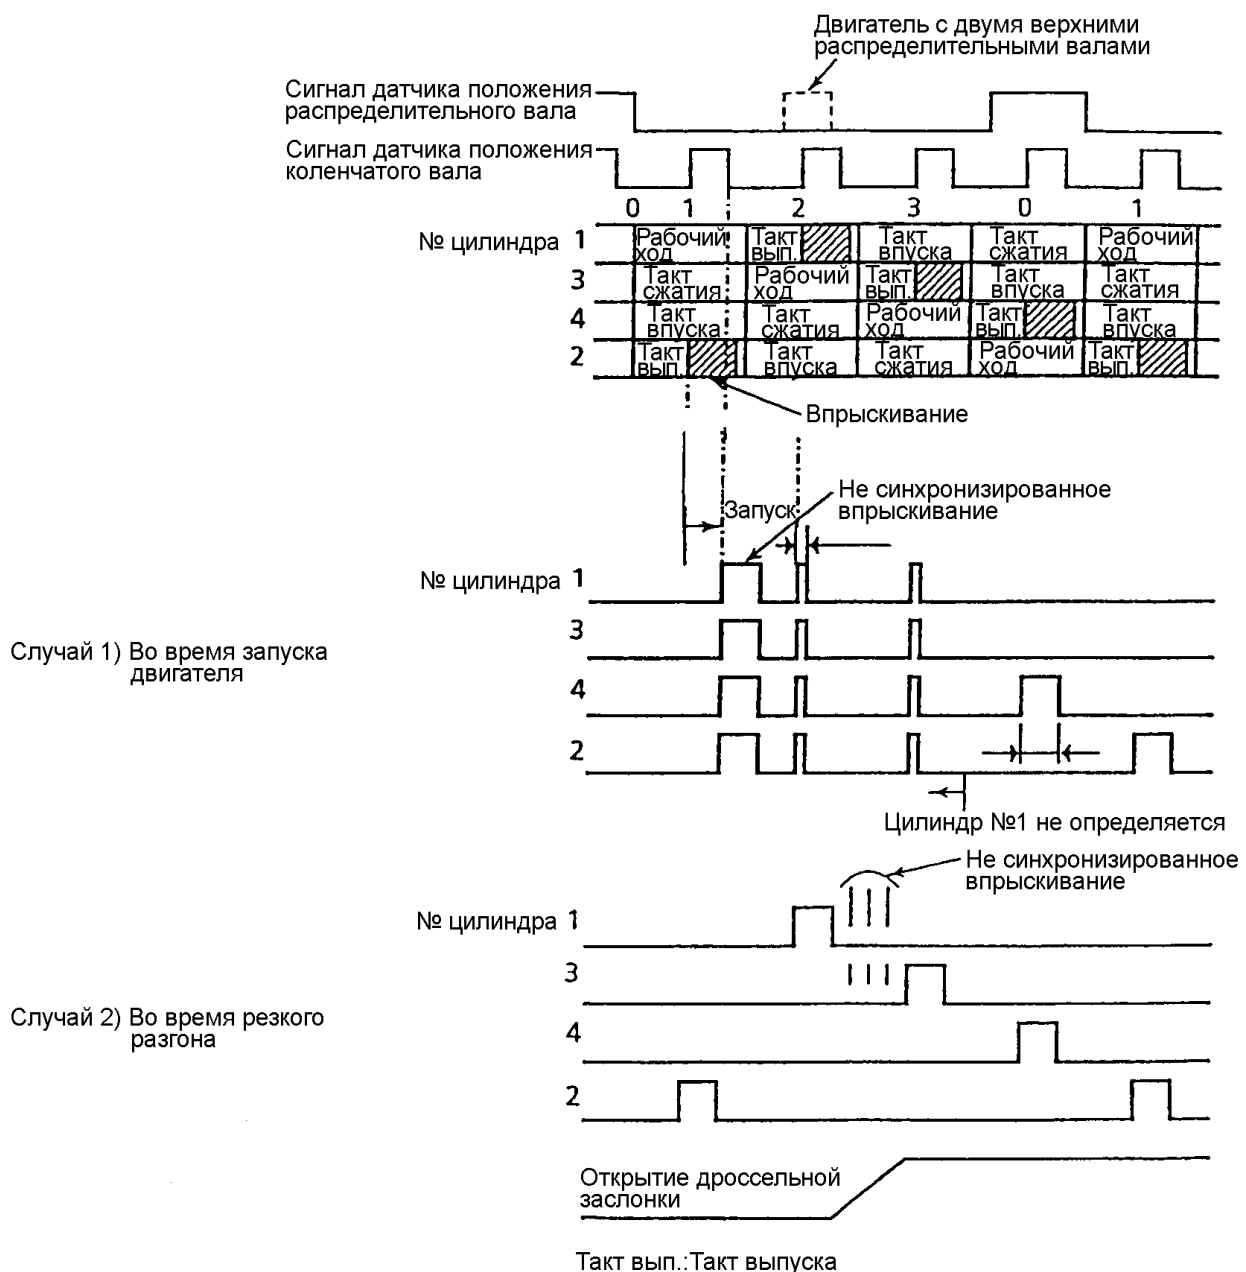 Двигатель с двумя верхними
распределительными валами
Сигнал датчика положения
распределительного вала
Сигнал датчика положения
коленчатого вала
0 1 2 3 0 1
№ цилиндра 1
Рабочий ход
Такт вып.
Такт впуска
Такт сжатия
Рабочий ход
3
Такт сжатия
Рабочий ход
Такт вып.
Такт впуска
Такт сжатия
4
Такт впуска
Такт сжатия
Рабочий ход
Такт вып.
Такт впуска
2
Такт вып.
Такт впуска
Такт сжатия
Рабочий ход
Такт вып.
Впрыскивание
Не синхронизированное
впрыскивание
Запуск
№ цилиндра 1
3
4
2
Случай 1) Во время запуска
двигателя
Цилиндр №1 не определяется
Не синхронизированное
впрыскивание
№ цилиндра 1
3
4
2
Случай 2) Во время резкого
разгона
Открытие дроссельной
заслонки
Такт вып.:Такт выпуска